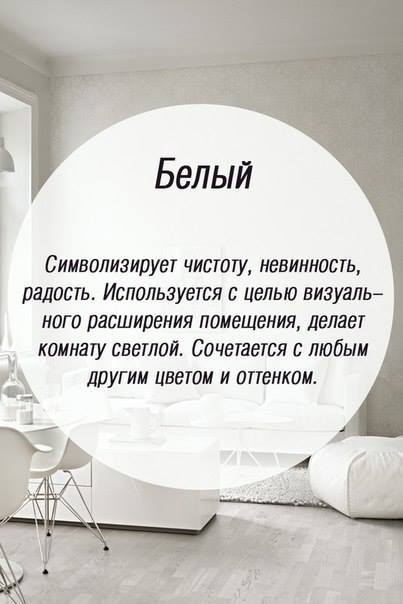 Белый
Символизирует чистоту, невинность,
радость. Используется с целью визуаль–
ного расширения помещения, делает
комнату светлой. Сочетается с любым
другим цветом и оттенком.